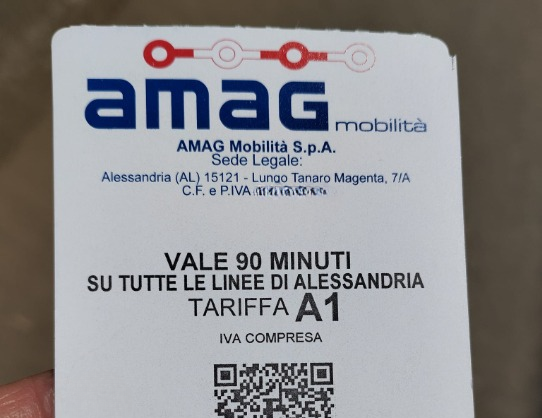 amaG mobilità
AMAG Mobilità S.p.A.
Sede Legale:
Alessandria (AL) 15121 - Lungo Tanaro Magenta, 7/A
C.F. e P.IVA
VALE 90 MINUTI
SU TUTTE LE LINEE DI ALESSANDRIA
TARIFFA A1
IVA COMPRESA